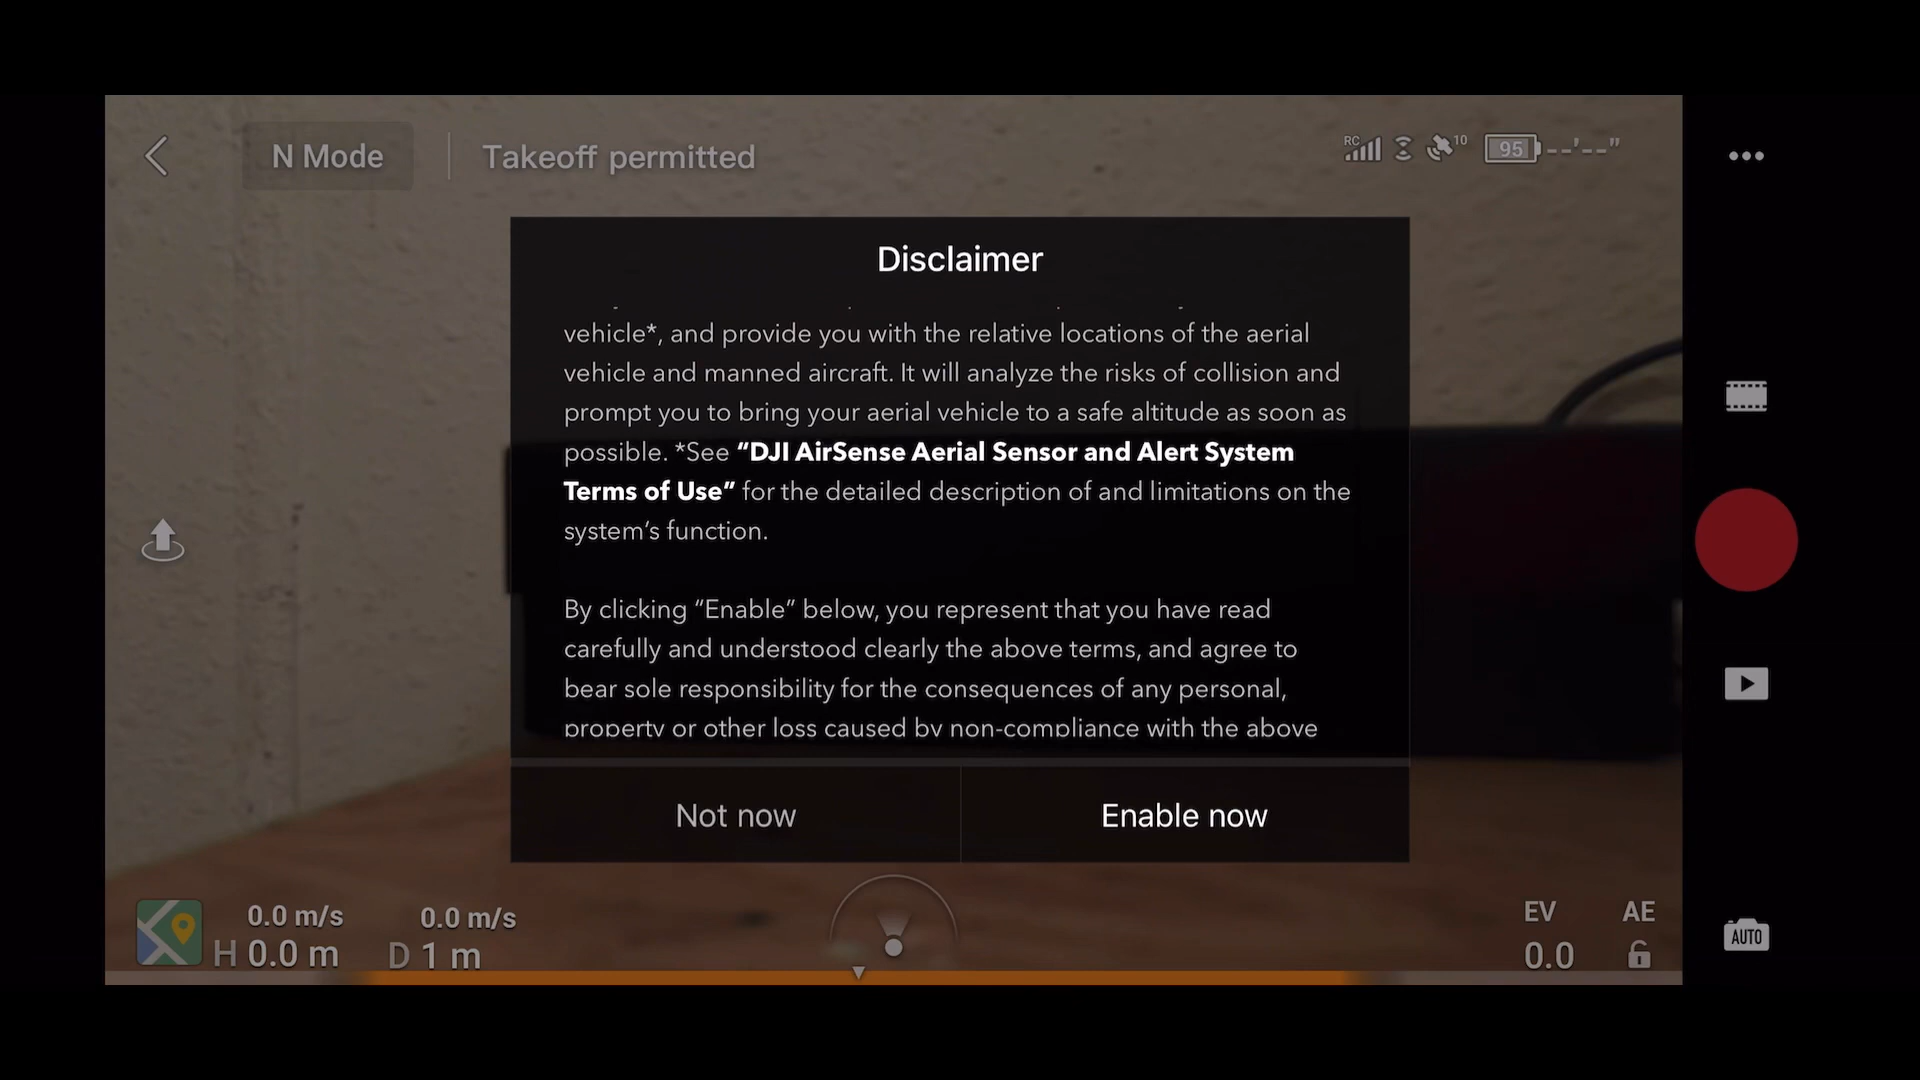 N Mode
Takeoff permitted
RC
10
95
--'--"
Disclaimer
vehicle*, and provide you with the relative locations of the aerial
vehicle and manned aircraft. It will analyze the risks of collision and
prompt you to bring your aerial vehicle to a safe altitude as soon as
possible. *See “DJI AirSense Aerial Sensor and Alert System
Terms of Use” for the detailed description of and limitations on the
system’s function.
By clicking “Enable” below, you represent that you have read
carefully and understood clearly the above terms, and agree to
bear sole responsibility for the consequences of any personal,
property or other loss caused by non-compliance with the above
Not now
Enable now
0.0 m/s
0.0 m/s
H 0.0 m
D 1 m
EV
AE
0.0
AUTO